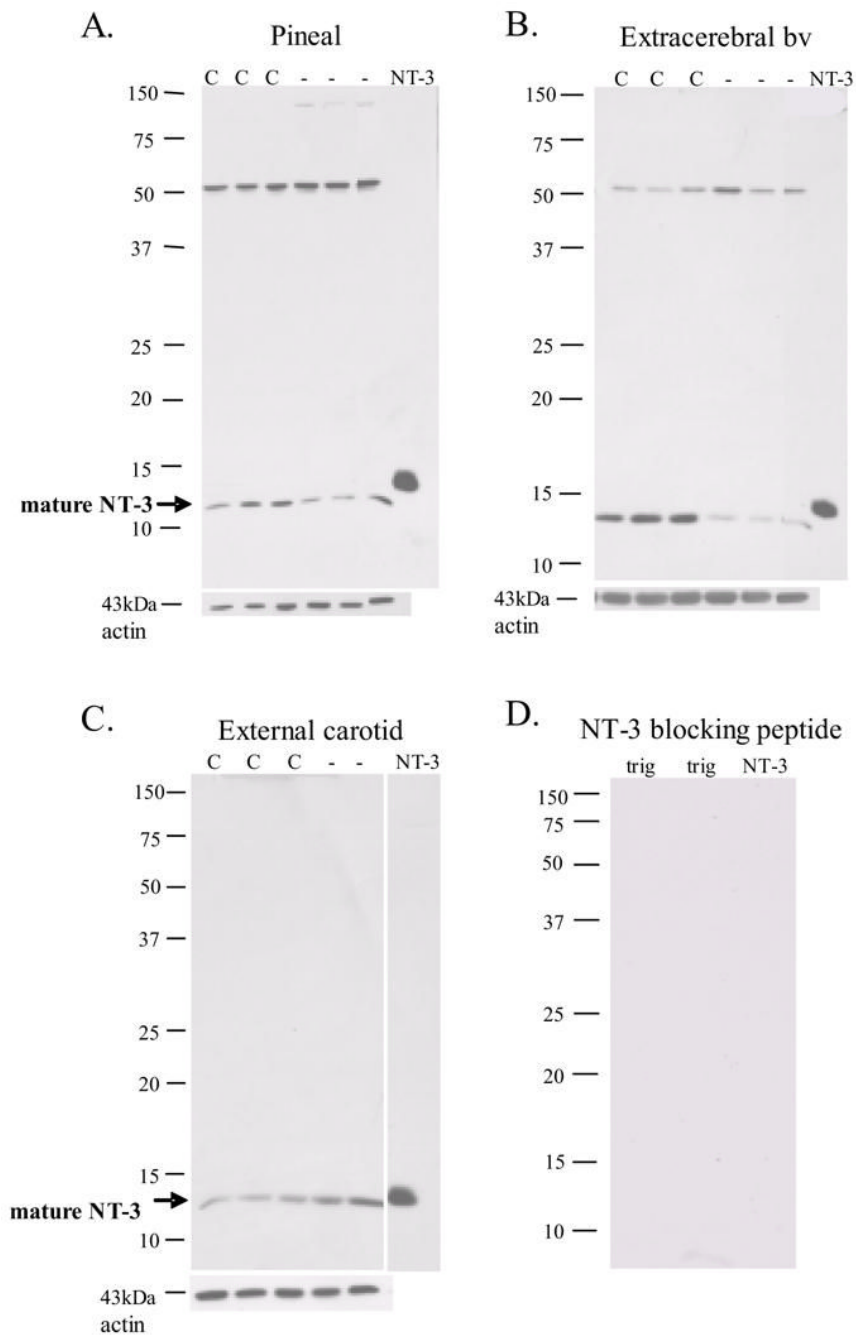 A.
Pineal
C C C - - - NT-3
150
75
50
37
25
20
15
mature NT-3
10
43kDa
actin
B.
Extracerebral bv
C C C - - - NT-3
150
75
50
37
25
20
15
10
43kDa
actin
C.
External carotid
C C C - - NT-3
150
75
50
37
25
20
15
mature NT-3
10
43kDa
actin
D.
NT-3 blocking peptide
trig trig NT-3
150
75
50
37
25
20
15
10